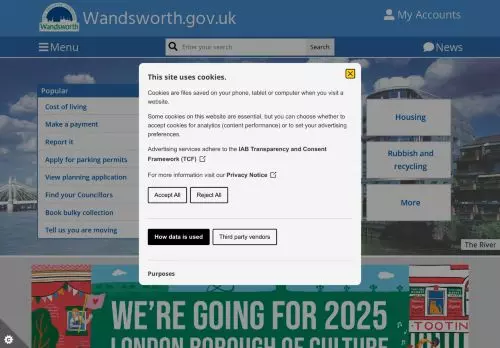 Wandsworth
Wandsworth.gov.uk
My Accounts
Menu
Enter your search
Search
News
Popular
Cost of living
Make a payment
Report it
Apply for parking permits
View planning application
Find your Councillors
Book bulky collection
Tell us you are moving
This site uses cookies.
Cookies are files saved on your phone, tablet or computer when you visit a
website.
Some cookies on this website are essential, but you can choose whether to
accept cookies for analytics (content performance) or to set your advertising
preferences.
Advertising services adhere to the IAB Transparency and Consent
Framework (TCF)
For more information visit our Privacy Notice
Accept All
Reject All
How data is used
Third party vendors
Purposes
Housing
Rubbish and
recycling
More
The River
WE'RE GOING FOR 2025
LONDON BOROUGH OF CULTURE
TOOTIN